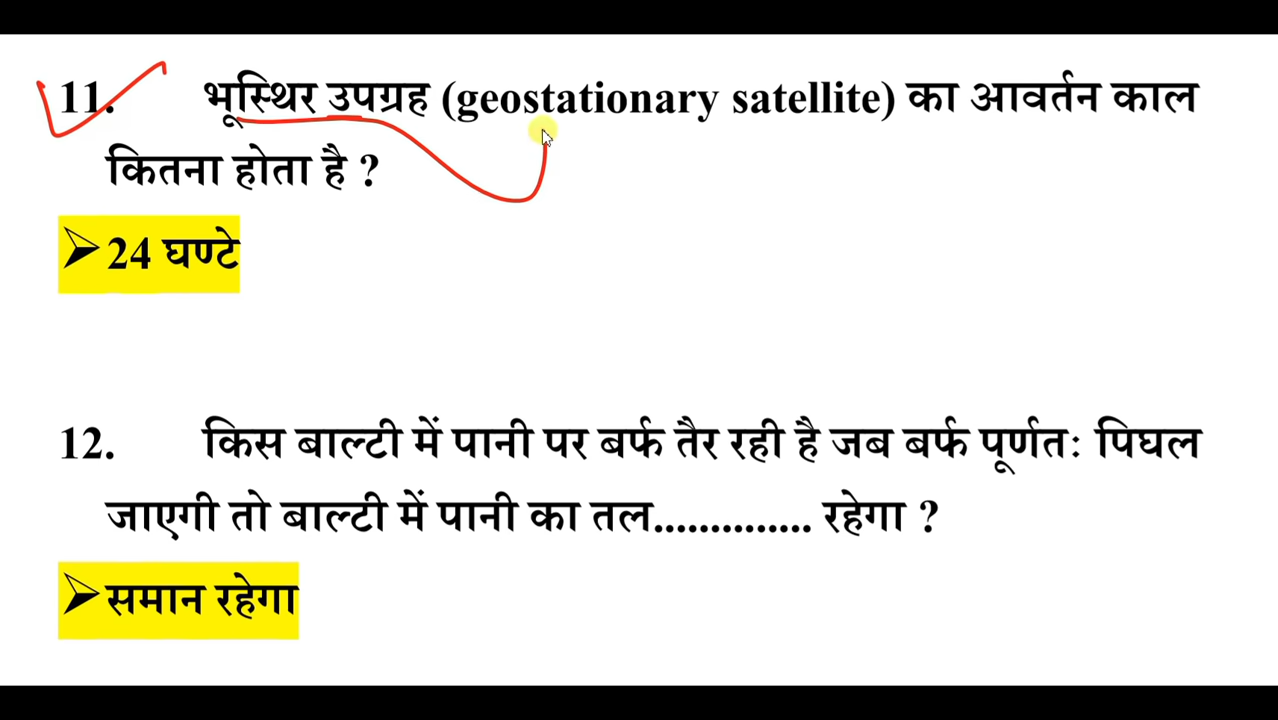 11. भूस्थिर उपग्रह (geostationary satellite) का आवर्तन काल
कितना होता है ?
➢24 घण्टे
12. किस बाल्टी में पानी पर बर्फ तैर रही है जब बर्फ पूर्णतः पिघल
जाएगी तो बाल्टी में पानी का तल.............. रहेगा ?
➢समान रहेगा